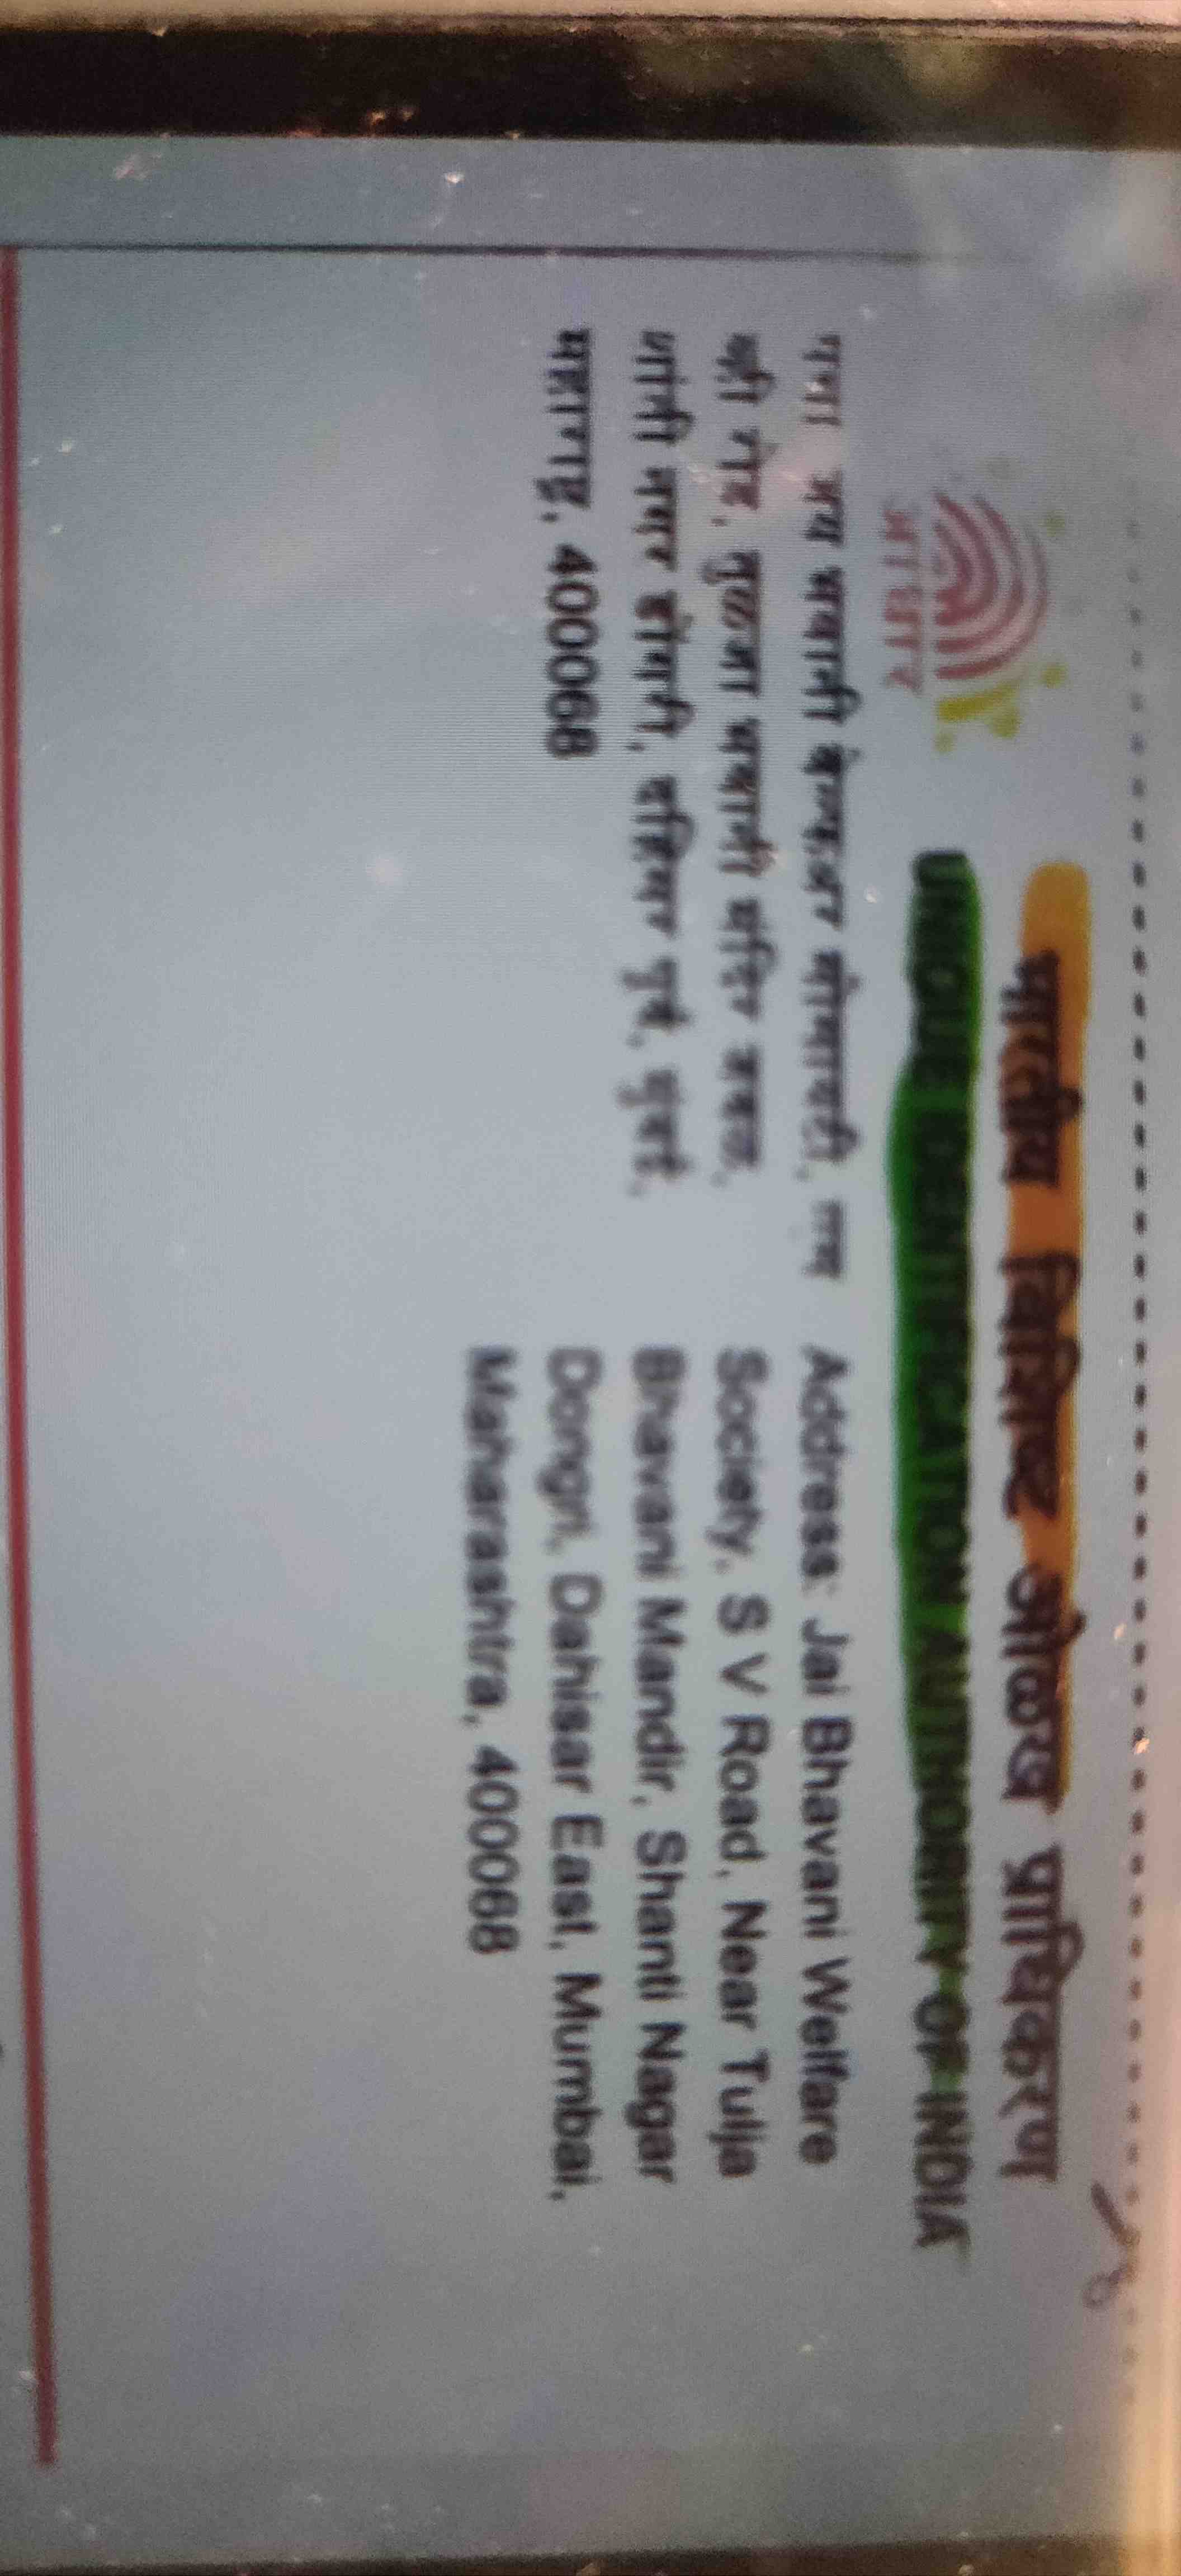 भारतीय विशिष्ट ओळख प्राधिकरण
UNIQUE IDENTIFICATION AUTHORITY OF INDIA
आधार
पत्ता जय भवानी वेल्फेअर सोसायटी, एस
व्ही रोड, तुळजा भवानी मंदिर जवळ,
शांती नगर डोंगरी, दहिसर पुर्व, मुंबई,
महाराष्ट्र, 400068
Address: Jai Bhavani Welfare
Society, S V Road, Near Tulja
Bhavani Mandir, Shanti Nagar
Dongri, Dahisar East, Mumbai,
Maharashtra, 400068